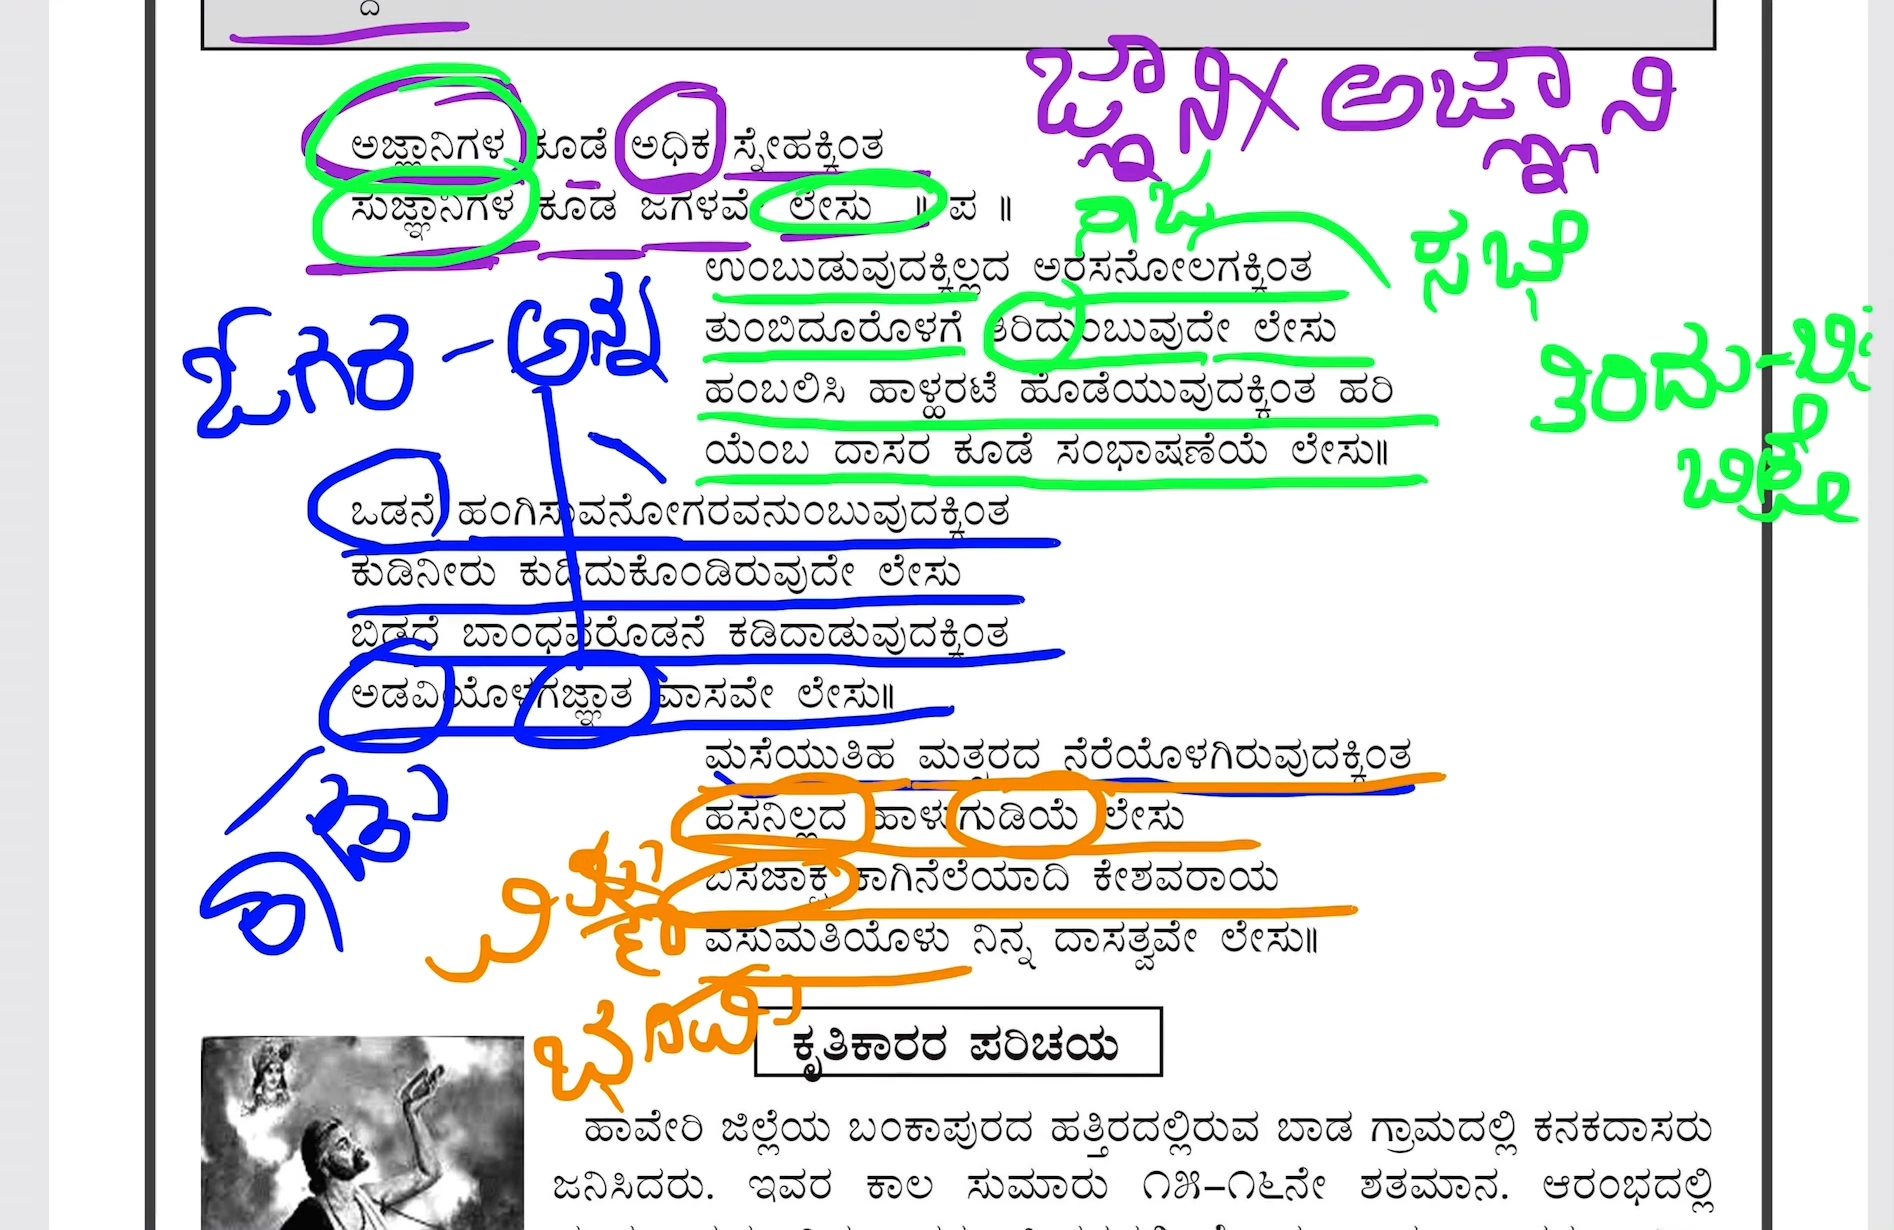 ಜ್ಞಾನಿ X ಅಜ್ಞಾನಿ
ಅಜ್ಞಾನಿಗಳ ಕೂಡೆ ಅಧಿಕ ಸ್ನೇಹಕ್ಕಿಂತ
ಸುಜ್ಞಾನಿಗಳ ಕೂಡ ಜಗಳವೆ ಲೇಸು ॥ ಪ ॥
ಸಭೆ
ಉಂಬುಡುವುದಕ್ಕಿಲ್ಲದ ಅರಸನೋಲಗಕ್ಕಿಂತ
ಓಗರ - ಅನ್ನ
ತುಂಬಿದೂರೊಳಗೆ ತಿರಿದುಂಬುವುದೇ ಲೇಸು
ತಿರಿದು -
ಹಂಬಲಿಸಿ ಹಾಳ್ಹರಟೆ ಹೊಡೆಯುವುದಕ್ಕಿಂತ ಹರಿ
ಯೆಂಬ ದಾಸರ ಕೂಡೆ ಸಂಭಾಷಣೆಯೆ ಲೇಸು॥
ಒಡನೆ ಹಂಗಿಸುವನೋಗರವನುಂಬುವುದಕ್ಕಿಂತ
ಕುಡಿನೀರು ಕುಡಿದುಕೊಂಡಿರುವುದೇ ಲೇಸು
ಬಿಡದೆ ಬಾಂಧವರೊಡನೆ ಕಡಿದಾಡುವುದಕ್ಕಿಂತ
ಅಡವಿಯೊಳಗಜ್ಞಾತ ವಾಸವೇ ಲೇಸು॥
ಕಾಡು
ಮಸೆಯುತಿಹ ಮತ್ಸರದ ನೆರೆಯೊಳಗಿರುವುದಕ್ಕಿಂತ
ಹಸನಿಲ್ಲದ ಹಾಳುಗುಡಿಯೆ ಲೇಸು
ಬಿಸಜಾಕ್ಷ ಕಾಗಿನೆಲೆಯಾದಿ ಕೇಶವರಾಯ
ವಸುಮತಿಯೊಳು ನಿನ್ನ ದಾಸತ್ವವೇ ಲೇಸು॥
ಕೃತಿಕಾರರ ಪರಿಚಯ
ಹಾವೇರಿ ಜಿಲ್ಲೆಯ ಬಂಕಾಪುರದ ಹತ್ತಿರದಲ್ಲಿರುವ ಬಾಡ ಗ್ರಾಮದಲ್ಲಿ ಕನಕದಾಸರು
ಜನಿಸಿದರು. ಇವರ ಕಾಲ ಸುಮಾರು ೧೫–೧೬ನೇ ಶತಮಾನ. ಆರಂಭದಲ್ಲಿ